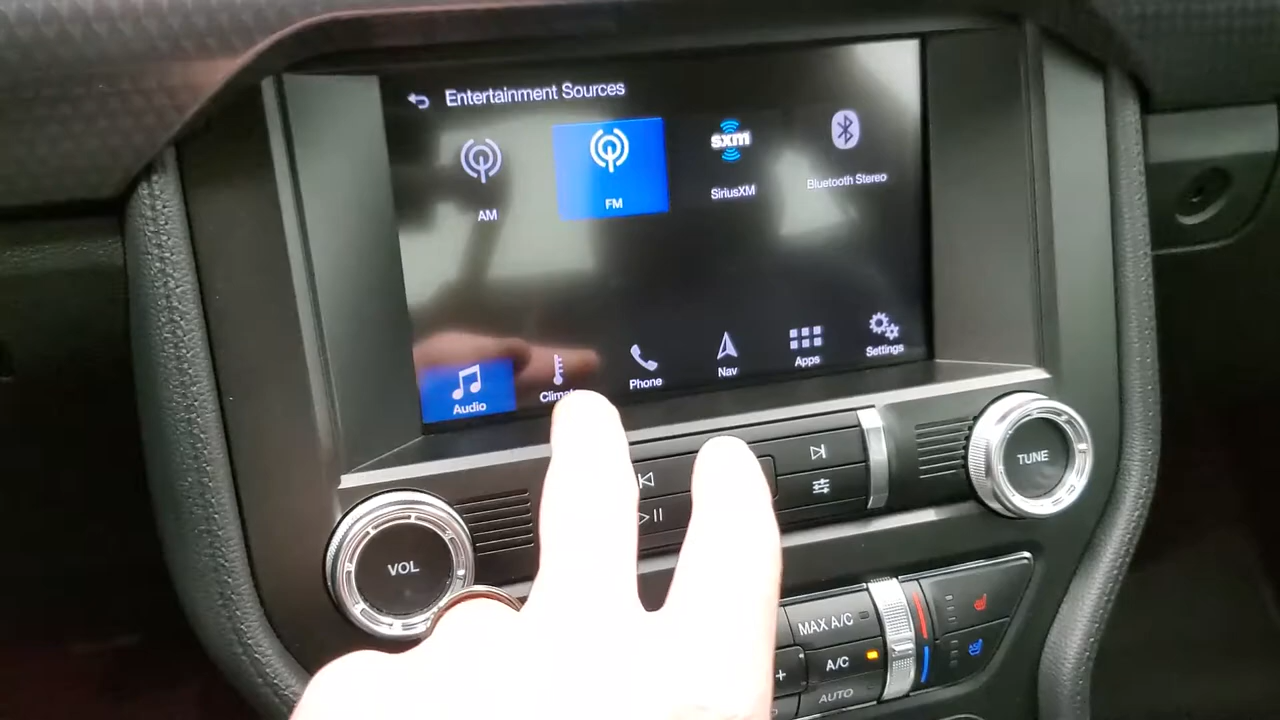 Entertainment Sources
AM
FM
sxm
SiriusXM
Bluetooth Stereo
Audio
Phone
Nav
Apps
Settings
VOL
TUNE
MAX A/C
A/C
+
AUTO